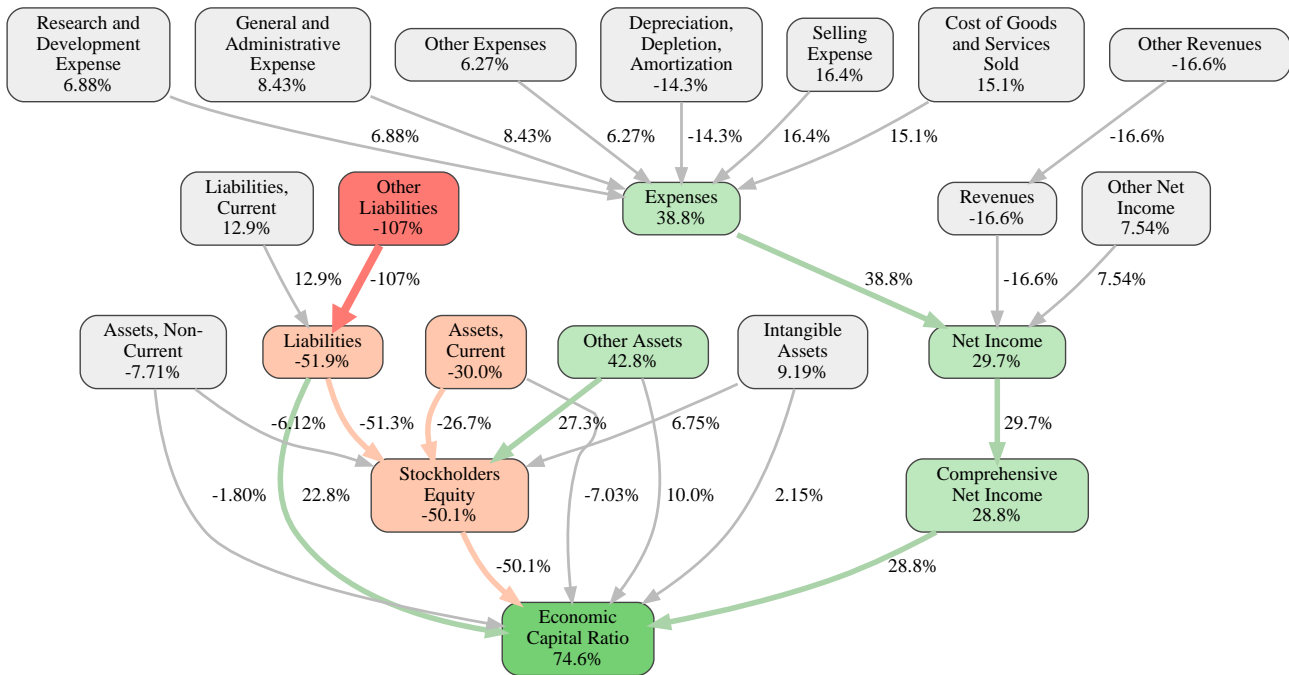 Research and
Development
Expense
6.88%
General and
Administrative
Expense
8.43%
Other Expenses
6.27%
Depreciation,
Depletion,
Amortization
-14.3%
Selling
Expense
16.4%
Cost of Goods
and Services
Sold
15.1%
Other Revenues
-16.6%
6.88%
8.43%
6.27%
-14.3%
16.4%
15.1%
-16.6%
Liabilities,
Current
12.9%
Other
Liabilities
-107%
Expenses
38.8%
Revenues
-16.6%
Other Net
Income
7.54%
12.9%
-107%
38.8%
-16.6%
7.54%
Assets, Non-
Current
-7.71%
Liabilities
-51.9%
Assets,
Current
-30.0%
Other Assets
42.8%
Intangible
Assets
9.19%
Net Income
29.7%
-6.12%
-51.3%
-26.7%
27.3%
6.75%
29.7%
Stockholders
Equity
-50.1%
Comprehensive
Net Income
28.8%
-1.80%
22.8%
-7.03%
10.0%
2.15%
-50.1%
28.8%
Economic
Capital Ratio
74.6%